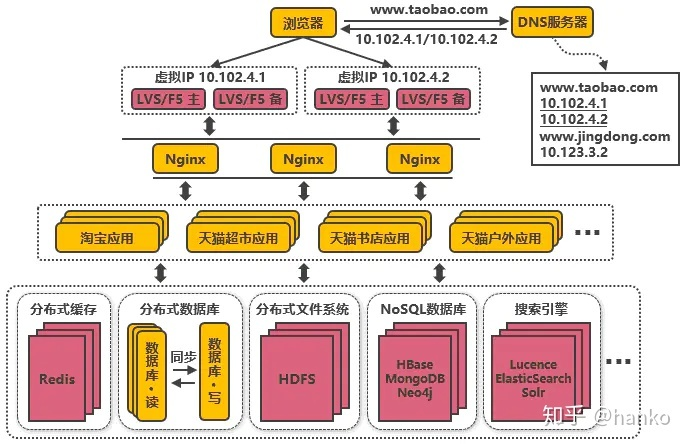 浏览器
www.taobao.com
10.102.4.1/10.102.4.2
DNS服务器
虚拟IP 10.102.4.1
LVS/F5 主
LVS/F5 备
虚拟IP 10.102.4.2
LVS/F5 主
LVS/F5 备
www.taobao.com
10.102.4.1
10.102.4.2
www.jingdong.com
10.123.3.2
Nginx
Nginx
Nginx
淘宝应用
天猫超市应用
天猫书店应用
天猫户外应用
...
分布式缓存
Redis
分布式数据库
数据库·读
同步
数据库·写
分布式文件系统
HDFS
NoSQL数据库
HBase
MongoDB
Neo4j
搜索引擎
Lucence
ElasticSearch
Solr
...
知乎 @hanko